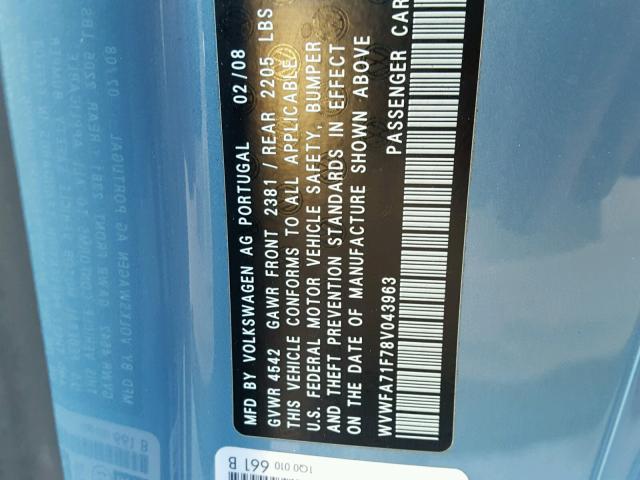 MFD BY VOLKSWAGEN AG PORTUGAL 02/08
GVWR 4542 GAWR FRONT 2381/REAR 2205 LBS
THIS VEHICLE CONFORMS TO ALL APPLICABLE
U.S. FEDERAL MOTOR VEHICLE SAFETY, BUMPER
AND THEFT PREVENTION STANDARDS IN EFFECT
ON THE DATE OF MANUFACTURE SHOWN ABOVE
WVWFA71F78V043963 PASSENGER CAR
1Q0 010 661 B